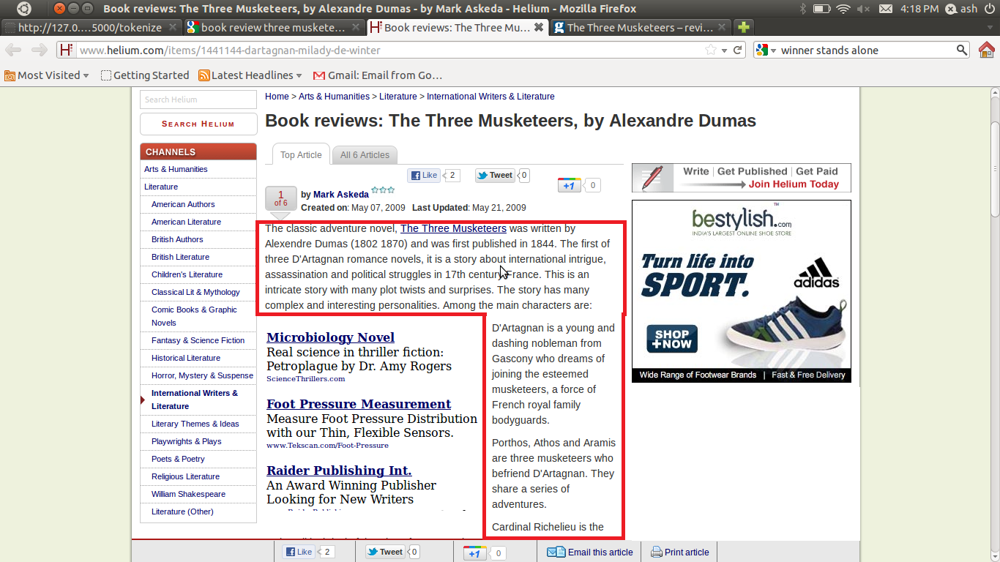 Book reviews: The Three Musketeers, by Alexandre Dumas - by Mark Askeda - Helium - Mozilla Firefox
4:18 PM ash
http://127.0.…5000/tokenize
book review three muskete…
Book reviews: The Three Mu…
The Three Musketeers – revi…
www.helium.com/items/1441144-dartagnan-milady-de-winter
winner stands alone
Most Visited
Getting Started
Latest Headlines
Gmail: Email from Go…
Search Helium
SEARCH HELIUM
CHANNELS
Arts & Humanities
Literature
American Authors
American Literature
British Authors
British Literature
Children's Literature
Classical Lit & Mythology
Comic Books & Graphic
Novels
Fantasy & Science Fiction
Historical Literature
Horror, Mystery & Suspense
International Writers &
Literature
Literary Themes & Ideas
Playwrights & Plays
Poets & Poetry
Religious Literature
William Shakespeare
Literature (Other)
Home > Arts & Humanities > Literature > International Writers & Literature
Book reviews: The Three Musketeers, by Alexandre Dumas
Top Article
All 6 Articles
Like 2
Tweet 0
+1 0
1
of 6
by Mark Askeda
Created on: May 07, 2009 Last Updated: May 21, 2009
The classic adventure novel, The Three Musketeers was written by
Alexendre Dumas (1802 1870) and was first published in 1844. The first of
three D'Artagnan romance novels, it is a story about international intrigue,
assassination and political struggles in 17th century France. This is an
intricate story with many plot twists and surprises. The story has many
complex and interesting personalities. Among the main characters are:
Microbiology Novel
Real science in thriller fiction:
Petroplague by Dr. Amy Rogers
ScienceThrillers.com
Foot Pressure Measurement
Measure Foot Pressure Distribution
with our Thin, Flexible Sensors.
www.Tekscan.com/Foot-Pressure
Raider Publishing Int.
An Award Winning Publisher
Looking for New Writers
D'Artagnan is a young and
dashing nobleman from
Gascony who dreams of
joining the esteemed
musketeers, a force of
French royal family
bodyguards.
Porthos, Athos and Aramis
are three musketeers who
befriend D'Artagnan. They
share a series of
adventures.
Cardinal Richelieu is the
Write | Get Published | Get Paid
Join Helium Today
bestylish.com™
INDIA'S LARGEST ONLINE SHOE STORE
Turn life into
SPORT.
adidas
SHOP
+NOW
Wide Range of Footwear Brands | Fast & Free Delivery
Like 2
Tweet 0
+1 0
Email this article
Print article